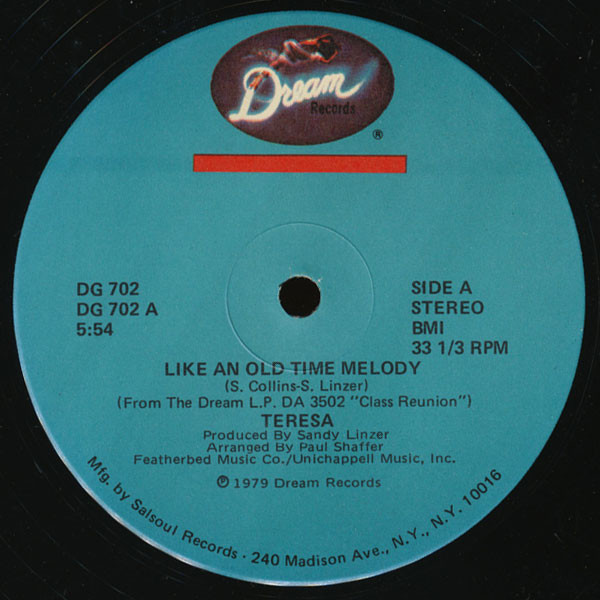 Dream
Records
®
DG 702
DG 702 A
5:54
SIDE A
STEREO
BMI
33 1/3 RPM
LIKE AN OLD TIME MELODY
(S. Collins-S. Linzer)
(From The Dream L.P. DA 3502 "Class Reunion")
TERESA
Produced By Sandy Linzer
Arranged By Paul Shaffer
Featherbed Music Co./Unichappell Music, Inc.
℗ 1979 Dream Records
Mfg. by Salsoul Records · 240 Madison Ave., N.Y., N.Y. 10016